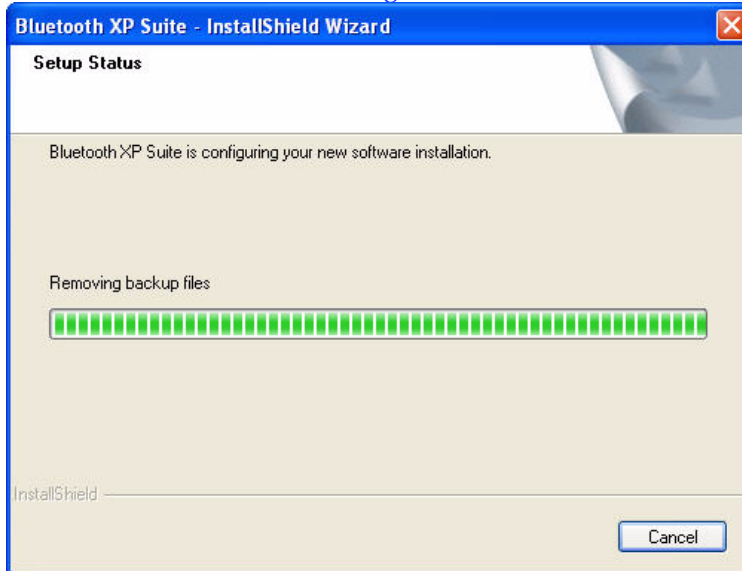 Bluetooth XP Suite - InstallShield Wizard
Setup Status
Bluetooth XP Suite is configuring your new software installation.
Removing backup files
InstallShield
Cancel